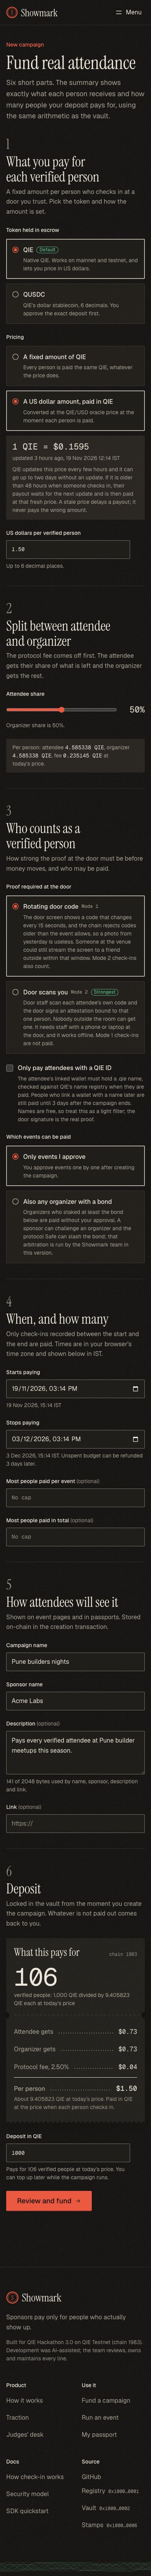 Showmark
Menu
New campaign
Fund real attendance
Six short parts. The summary shows
exactly what each person receives and how
many people your deposit pays for, using
the same arithmetic as the vault.
1
What you pay for
each verified person
A fixed amount per person who checks in at a
door you trust. Pick the token and how the
amount is set.
Token held in escrow
QIE Default
Native QIE. Works on mainnet and testnet, and
lets you price in US dollars.
QUSDC
QIE's dollar stablecoin, 6 decimals. You
approve the exact deposit first.
Pricing
A fixed amount of QIE
Every person is paid the same QIE, whatever
the price does.
A US dollar amount, paid in QIE
Converted at the QIE/USD oracle price at the
moment each person is paid.
1 QIE = $0.1595
updated 3 hours ago, 18 Nov 2026 12:14 IST
QIE updates this price every few hours and it can
go up to two days without an update. If it is older
than 48 hours when someone checks in, their
payout waits for the next update and is then paid
at that fresh price. A stale price delays a payout; it
never pays the wrong amount.
US dollars per verified person
1.50
Up to 6 decimal places.
2
Split between attendee
and organizer
The protocol fee comes off first. The attendee
gets their share of what is left and the organizer
gets the rest.
Attendee share
50%
Organizer share is 50%.
Per person: attendee 4.585338 QIE, organizer
4.585338 QIE, fee 0.235145 QIE at
today's price.
3
Who counts as a
verified person
How strong the proof at the door must be before
money moves, and who may be paid.
Proof required at the door
Rotating door code Mode 1
The door screen shows a code that changes
every 15 seconds, and the chain rejects codes
older than the event allows, so a photo from
yesterday is useless. Someone at the venue
could still stream the screen to a friend
outside within that window. Mode 2 check-ins
also count.
Door scans you Mode 2 Strongest
Door staff scan each attendee's own code and
the door signs an attestation bound to that
one person. Nobody outside the room can get
one. It needs staff with a phone or laptop at
the door, and it works offline. Mode 1 check-ins
are not paid.
Only pay attendees with a QIE ID
The attendee's linked wallet must hold a .qie name,
checked against QIE's names registry when they are
paid. People who link a wallet with a name later are
still paid until 3 days after the campaign ends.
Names are free, so treat this as a light filter; the
door signature is the real proof.
Which events can be paid
Only events I approve
You approve events one by one after creating
the campaign.
Also any organizer with a bond
Organizers who staked at least the bond
below are paid without your approval. A
sponsor can challenge an organizer and the
protocol Safe can slash the bond; that
arbitration is run by the Showmark team in
this version.
4
When, and how many
Only check-ins recorded between the start and
the end are paid. Times are in your browser's
time zone and shown below in IST.
Starts paying
19/11/2026, 03:14 PM
19 Nov 2026, 15:14 IST
Stops paying
03/12/2026, 03:14 PM
3 Dec 2026, 15:14 IST. Unspent budget can be refunded
3 days later.
Most people paid per event (optional)
No cap
Most people paid in total (optional)
No cap
5
How attendees will see it
Shown on event pages and in passports. Stored
on-chain in the creation transaction.
Campaign name
Pune builders nights
Sponsor name
Acme Labs
Description (optional)
Pays every verified attendee at Pune builder
meetups this season.
141 of 2048 bytes used by name, sponsor, description
and link.
Link (optional)
https://
6
Deposit
Locked in the vault from the moment you create
the campaign. Whatever is not paid out comes
back to you.
What this pays for
chain 1983
106
verified people: 1,000 QIE divided by 9.405823
QIE each at today's price
Attendee gets $0.73
Organizer gets $0.73
Protocol fee, 2.50% $0.04
Per person $1.50
About 9.405823 QIE at today's price. Paid in QIE
at the price when each person checks in.
Deposit in QIE
1000
Pays for 106 verified people at today's price. You
can top up later while the campaign runs.
Review and fund →
Showmark
Sponsors pay only for people who actually
show up.
Built for QIE Hackathon 3.0 on QIE Testnet (chain 1983).
Development was AI-assisted; the team reviews, owns
and maintains every line.
Product
Use it
How it works
Fund a campaign
Traction
Run an event
Judges' desk
My passport
Docs
Source
How check-in works
GitHub
Security model
Registry
SDK quickstart
Vault
Stamps